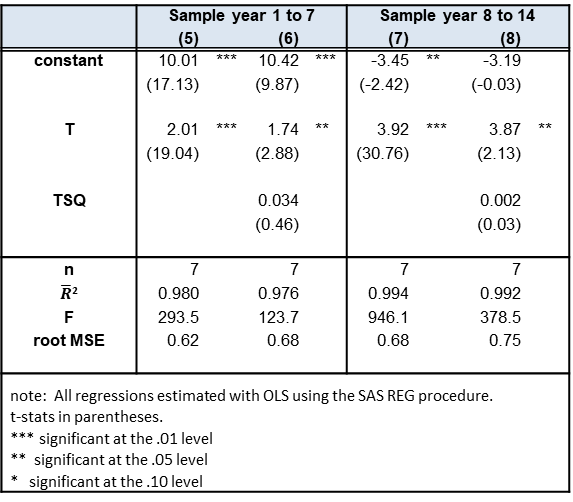 Sample year 1 to 7 Sample year 8 to 14
(5) (6) (7) (8)
constant 10.01 *** 10.42 *** -3.45 ** -3.19
(17.13) (9.87) (-2.42) (-0.03)
T 2.01 *** 1.74 ** 3.92 *** 3.87 **
(19.04) (2.88) (30.76) (2.13)
TSQ 0.034 0.002
(0.46) (0.03)
n 7 7 7 7
R̅² 0.980 0.976 0.994 0.992
F 293.5 123.7 946.1 378.5
root MSE 0.62 0.68 0.68 0.75
note: All regressions estimated with OLS using the SAS REG procedure.
t-stats in parentheses.
*** significant at the .01 level
** significant at the .05 level
* significant at the .10 level